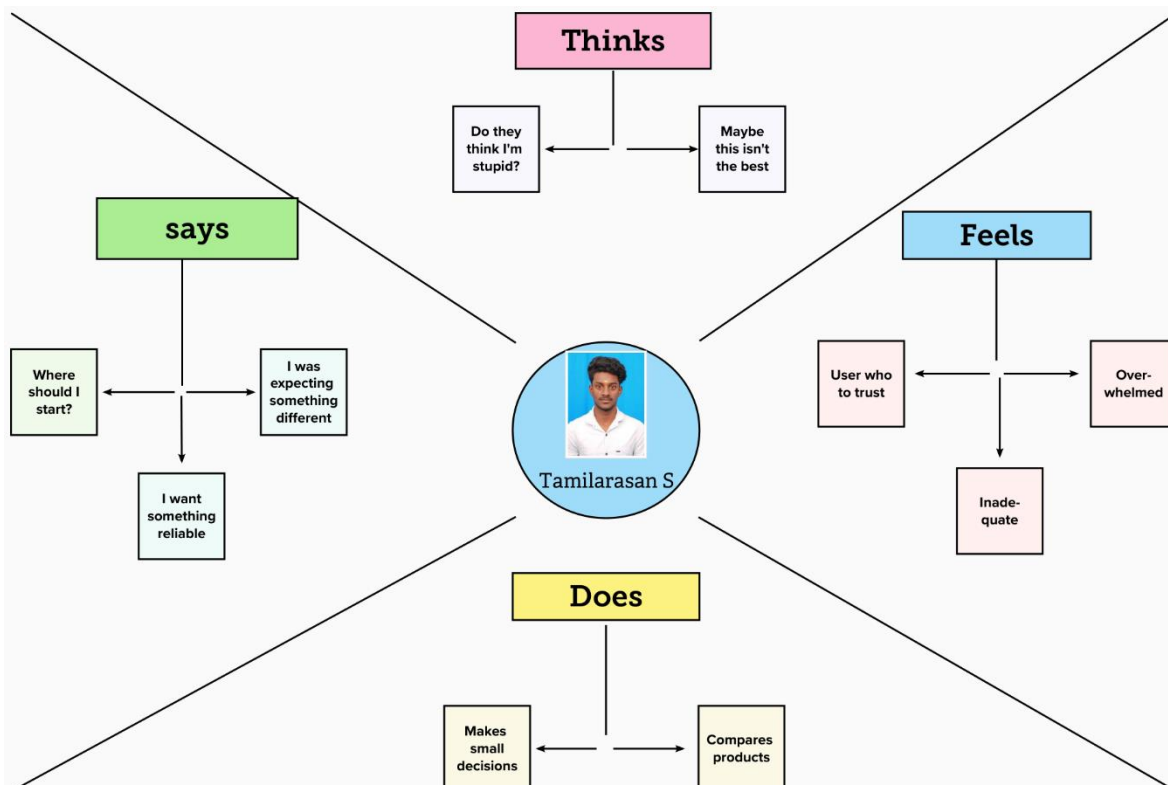 Thinks
Do they
think I'm
stupid?
Maybe
this isn't
the best
says
Where
should I
start?
I was
expecting
something
different
I want
something
reliable
Feels
User who
to trust
Over-
whelmed
Inade-
quate
Tamilarasan S
Does
Makes
small
decisions
Compares
products